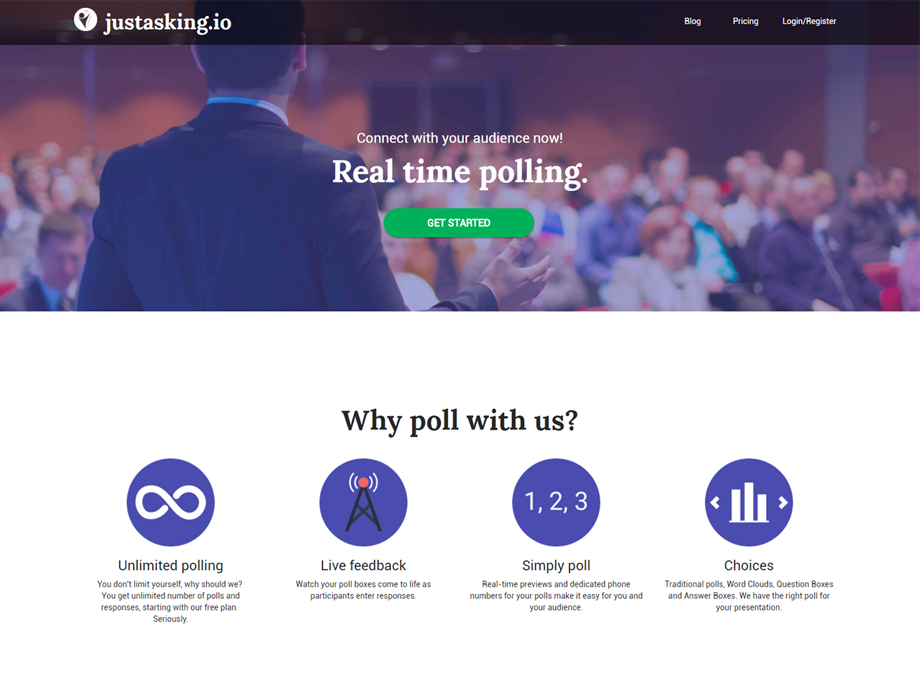 justasking.io
Blog
Pricing
Login/Register
Connect with your audience now!
Real time polling.
GET STARTED
Why poll with us?
1, 2, 3
Unlimited polling
You don't limit yourself, why should we?
You get unlimited number of polls and
responses, starting with our free plan.
Seriously.
Live feedback
Watch your poll boxes come to life as
participants enter responses.
Simply poll
Real-time previews and dedicated phone
numbers for your polls make it easy for you and
your audience.
Choices
Traditional polls, Word Clouds, Question Boxes
and Answer Boxes. We have the right poll for
your presentation.